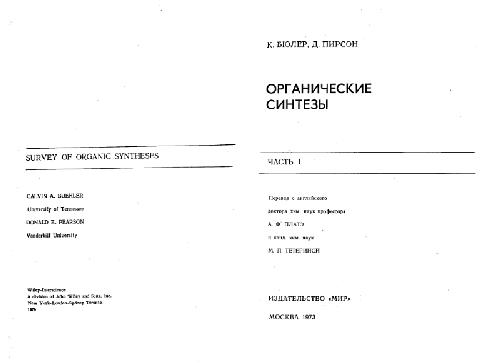 SURVEY OF ORGANIC SYNTHESES
CALVIN A. BUEHLER
University of Tennessee
DONALD E. PEARSON
Vanderbilt University
Wiley-Interscience
A division of John Wiley and Sons, Inc.
New York-London-Sydney-Toronto
1970
К. БЮЛЕР, Д. ПИРСОН
ОРГАНИЧЕСКИЕ
СИНТЕЗЫ
ЧАСТЬ I
Перевод с английского
доктора хим. наук профессора
А. Ф. ПЛАТЭ
и канд. хим. наук
М. П.
ИЗДАТЕЛЬСТВО «МИР»
МОСКВА 1973